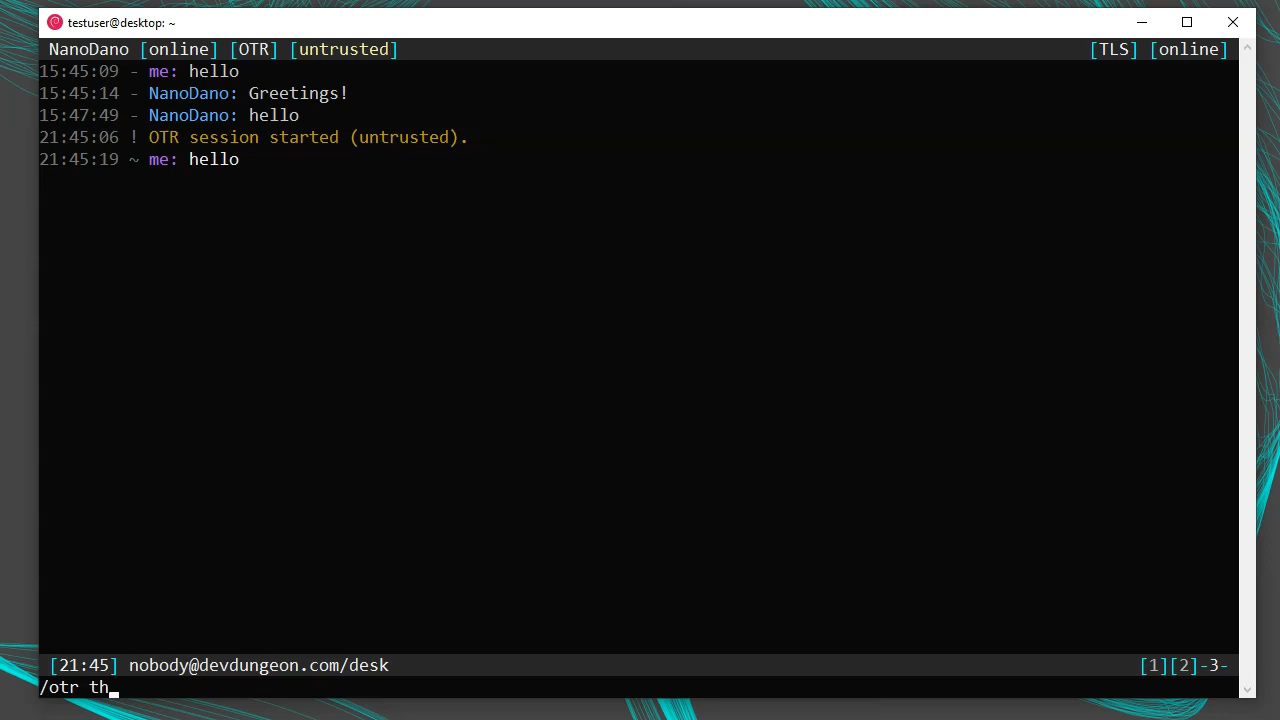 testuser@desktop: ~
NanoDano [online] [OTR] [untrusted] [TLS] [online]
15:45:09 - me: hello
15:45:14 - NanoDano: Greetings!
15:47:49 - NanoDano: hello
21:45:06 ! OTR session started (untrusted).
21:45:19 ~ me: hello
[21:45] nobody@devdungeon.com/desk [1][2]-3-
/otr th